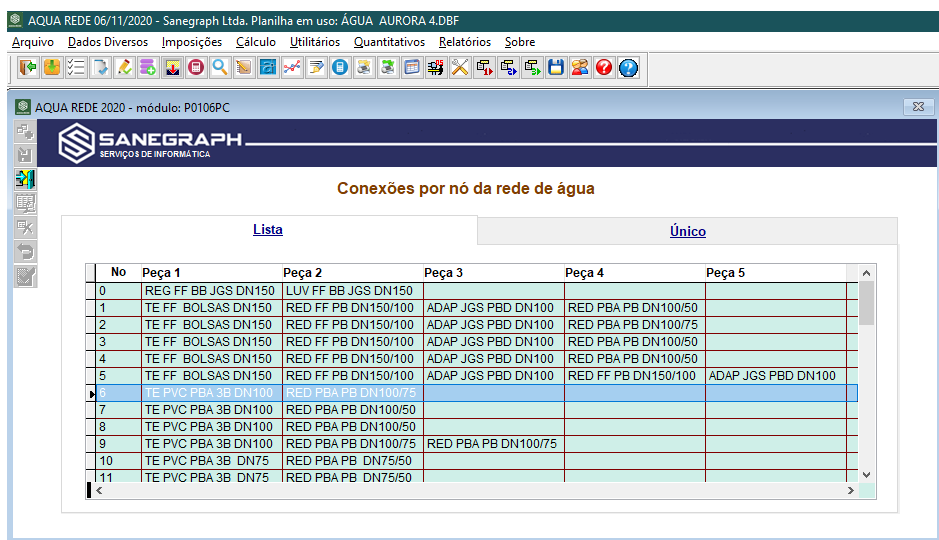 AQUA REDE 06/11/2020 - Sanegraph Ltda. Planilha em uso: ÁGUA AURORA 4.DBF
Arquivo Dados Diversos Imposições Cálculo Utilitários Quantitativos Relatórios Sobre
AQUA REDE 2020 - módulo: P0106PC
SANEGRAPH
SERVIÇOS DE INFORMÁTICA
Conexões por nó da rede de água
Lista Único
No Peça 1 Peça 2 Peça 3 Peça 4 Peça 5
0 REG FF BB JGS DN150 LUV FF BB JGS DN150
1 TE FF BOLSAS DN150 RED FF PB DN150/100 ADAP JGS PBD DN100 RED PBA PB DN100/50
2 TE FF BOLSAS DN150 RED FF PB DN150/100 ADAP JGS PBD DN100 RED PBA PB DN100/75
3 TE FF BOLSAS DN150 RED FF PB DN150/100 ADAP JGS PBD DN100 RED PBA PB DN100/50
4 TE FF BOLSAS DN150 RED FF PB DN150/100 ADAP JGS PBD DN100 RED PBA PB DN100/50
5 TE FF BOLSAS DN150 RED FF PB DN150/100 ADAP JGS PBD DN100 RED FF PB DN150/100 ADAP JGS PBD DN100
6 TE PVC PBA 3B DN100 RED PBA PB DN100/75
7 TE PVC PBA 3B DN100 RED PBA PB DN100/50
8 TE PVC PBA 3B DN100 RED PBA PB DN100/50
9 TE PVC PBA 3B DN100 RED PBA PB DN100/75 RED PBA PB DN100/75
10 TE PVC PBA 3B DN75 RED PBA PB DN75/50
11 TE PVC PBA 3B DN75 RED PBA PB DN75/50